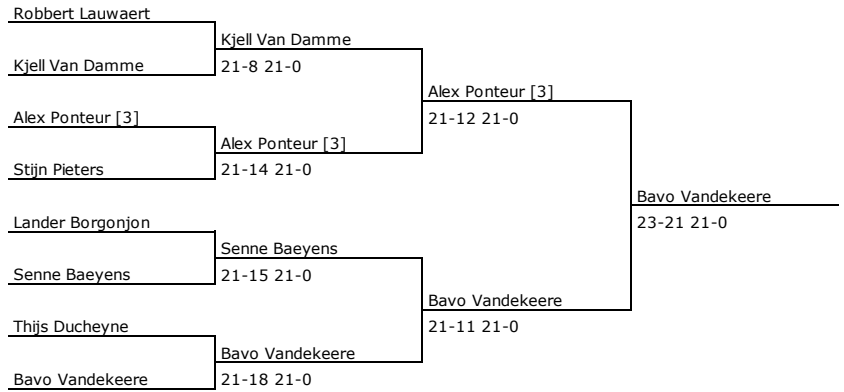 Robbert Lauwaert
Kjell Van Damme
Kjell Van Damme
21-8 21-0
Alex Ponteur [3]
21-12 21-0
Alex Ponteur [3]
Alex Ponteur [3]
21-14 21-0
Stijn Pieters
Bavo Vandekeere
23-21 21-0
Lander Borgonjon
Senne Baeyens
21-15 21-0
Senne Baeyens
Bavo Vandekeere
21-11 21-0
Thijs Ducheyne
Bavo Vandekeere
21-18 21-0
Bavo Vandekeere